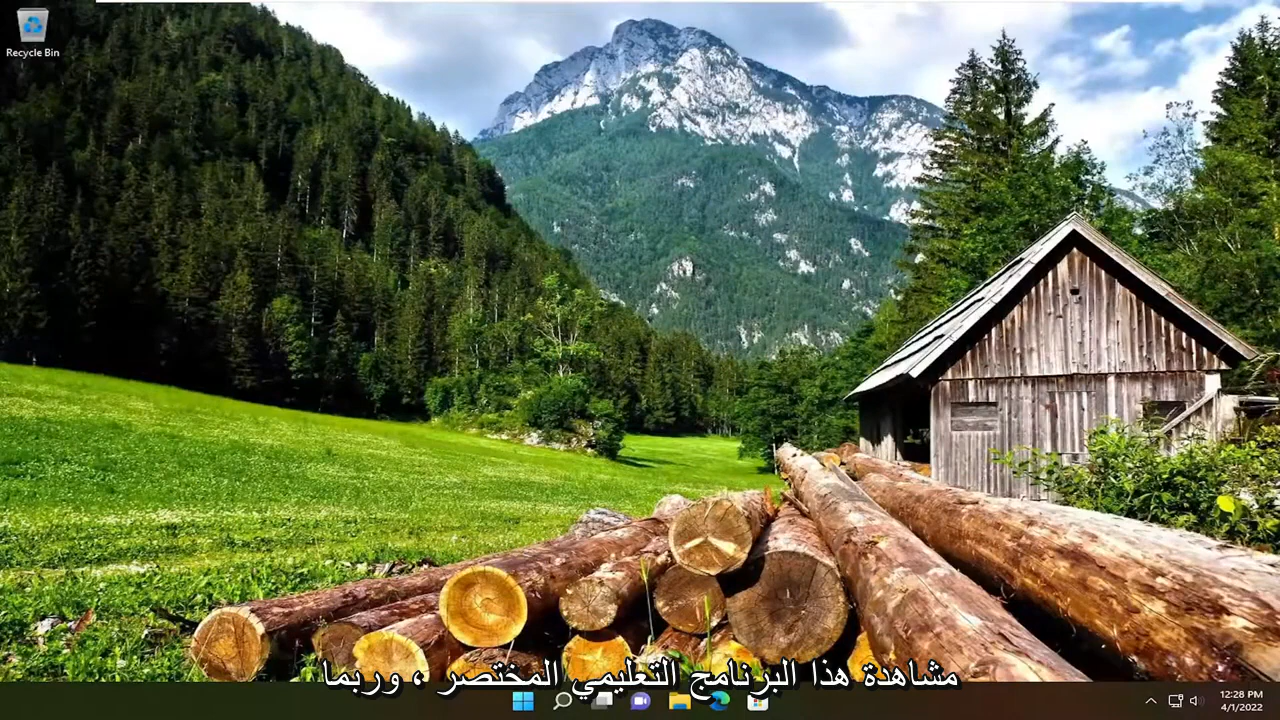 Recycle Bin
مشاهدة هذا البرنامج التعليمي المختصر ، وربما
12:28 PM
4/1/2022